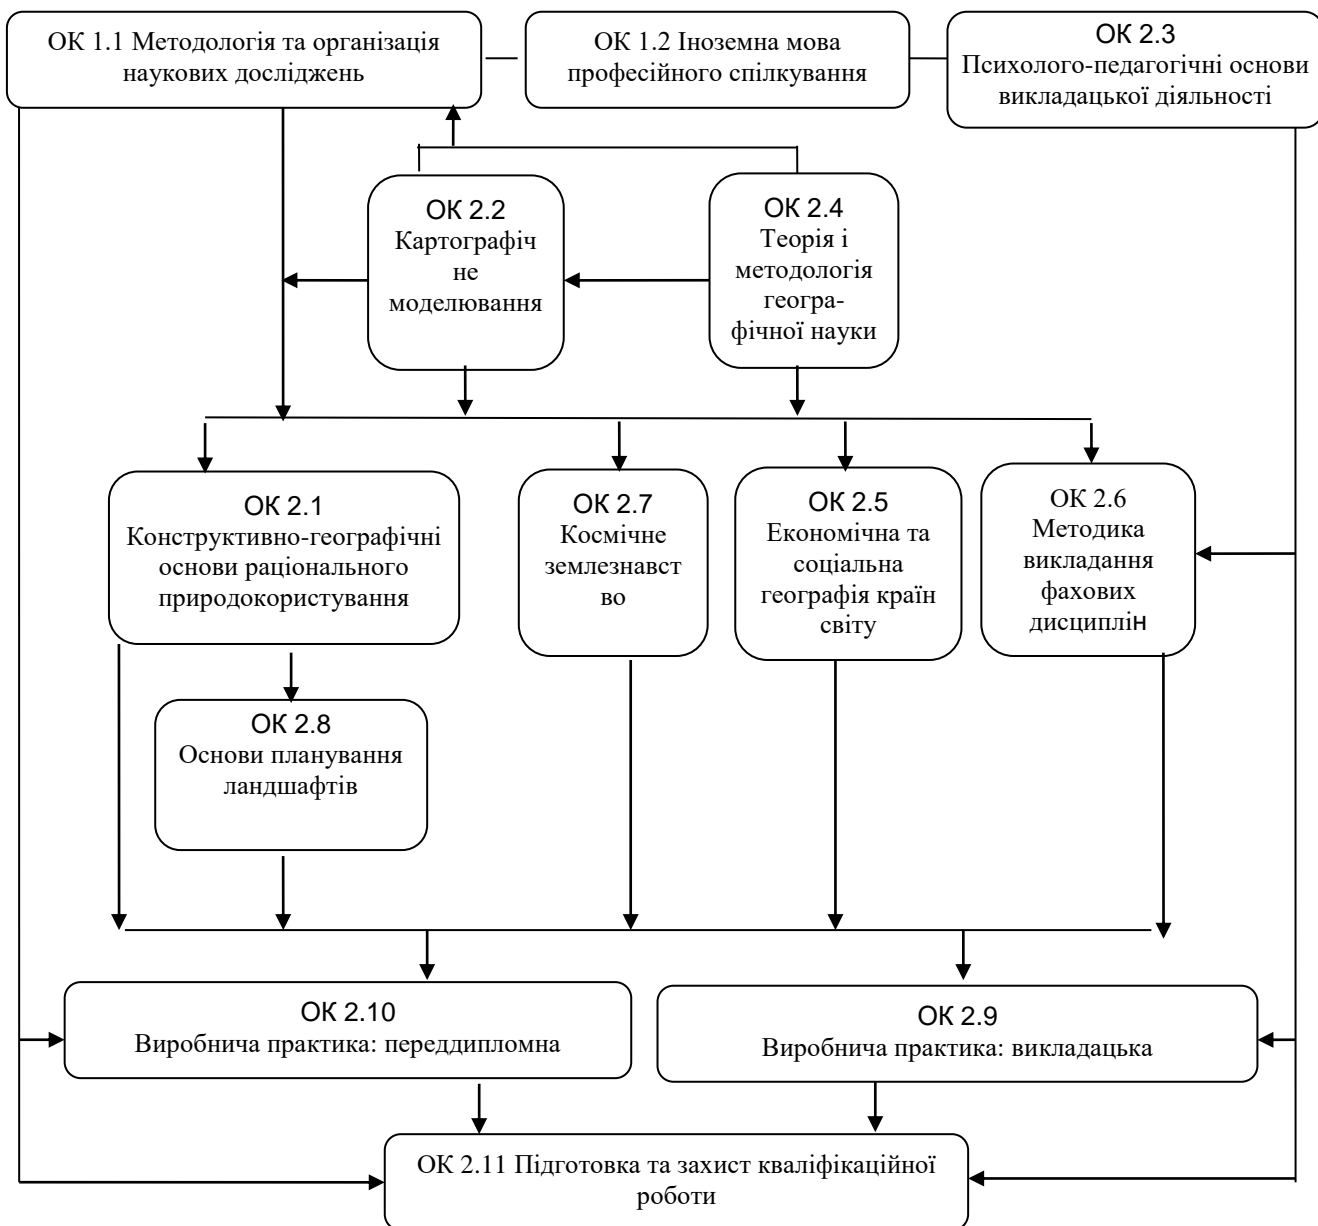 ОК 1.1 Методологія та організація
наукових досліджень
ОК 1.2 Іноземна мова
професійного спілкування
ОК 2.3
Психолого-педагогічні основи
викладацької діяльності
ОК 2.2
Картографіч
не
моделювання
ОК 2.4
Теорія і
методологія
геогра-
фічної науки
ОК 2.1
Конструктивно-географічні
основи раціонального
природокористування
ОК 2.7
Космічне
землезнавст
во
ОК 2.5
Економічна та
соціальна
географія країн
світу
ОК 2.6
Методика
викладання
фахових
дисциплін
ОК 2.8
Основи планування
ландшафтів
ОК 2.10
Виробнича практика: переддипломна
ОК 2.9
Виробнича практика: викладацька
ОК 2.11 Підготовка та захист кваліфікаційної
роботи